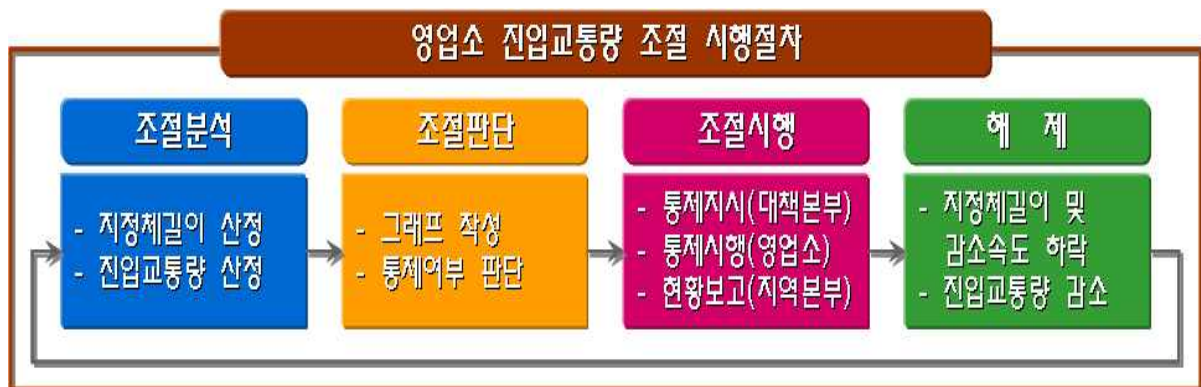 영업소 진입교통량 조절 시행절차
조절분석
- 지정체길이 산정
- 진입교통량 산정
조절판단
- 그래프 작성
- 통제여부 판단
조절시행
- 통제지시(대책본부)
- 통제시행(영업소)
- 현황보고(지역본부)
해 제
- 지정체길이 및
감소속도 하락
- 진입교통량 감소